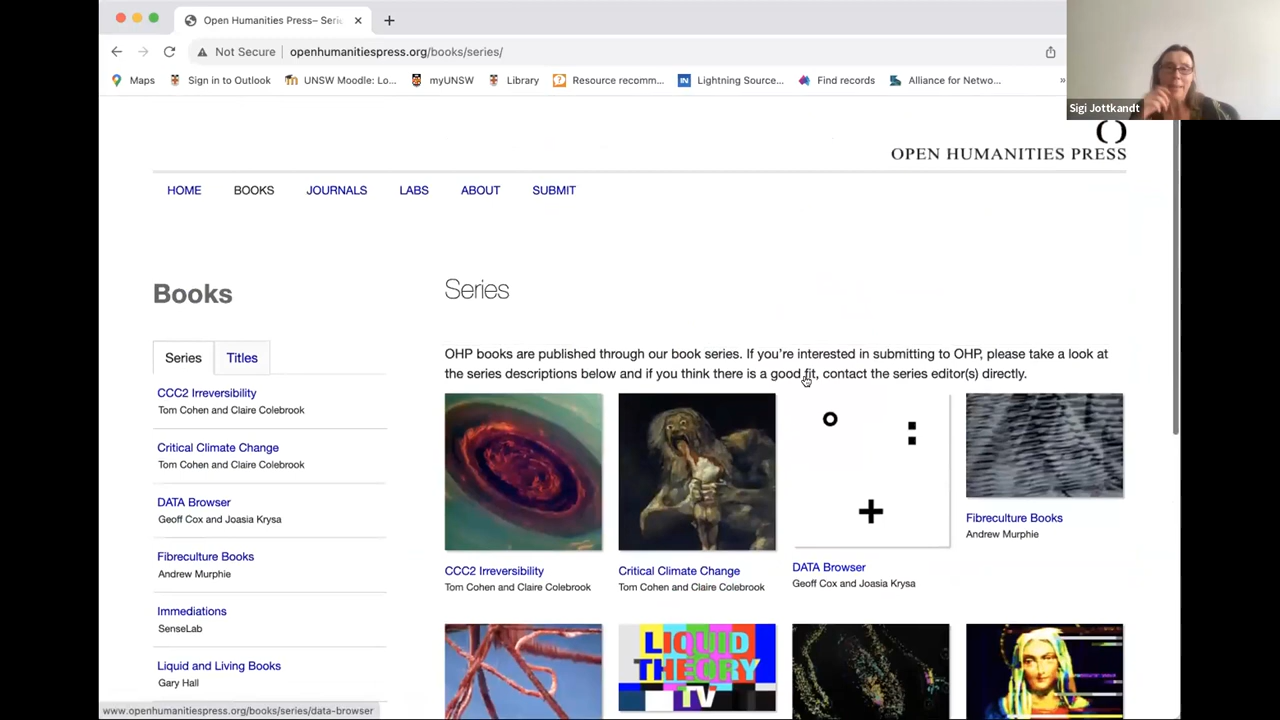 Open Humanities Press– Serie
Not Secure
openhumanitiespress.org/books/series/
Maps
Sign in to Outlook
UNSW Moodle: Lo...
myUNSW
Library
Resource recomm...
Lightning Source...
Find records
Alliance for Netwo...
»
Sigi Jottkandt
OPEN HUMANITIES PRESS
HOME
BOOKS
JOURNALS
LABS
ABOUT
SUBMIT
Books
Series
Titles
CCC2 Irreversibility
Tom Cohen and Claire Colebrook
Critical Climate Change
Tom Cohen and Claire Colebrook
DATA Browser
Geoff Cox and Joasia Krysa
Fibreculture Books
Andrew Murphie
Immediations
SenseLab
Liquid and Living Books
Gary Hall
Series
OHP books are published through our book series. If you're interested in submitting to OHP, please take a look at
the series descriptions below and if you think there is a good fit, contact the series editor(s) directly.
CCC2 Irreversibility
Tom Cohen and Claire Colebrook
Critical Climate Change
Tom Cohen and Claire Colebrook
DATA Browser
Geoff Cox and Joasia Krysa
Fibreculture Books
Andrew Murphie
LIQUID
THEORY
TV
www.openhumanitiespress.org/books/series/data-browser